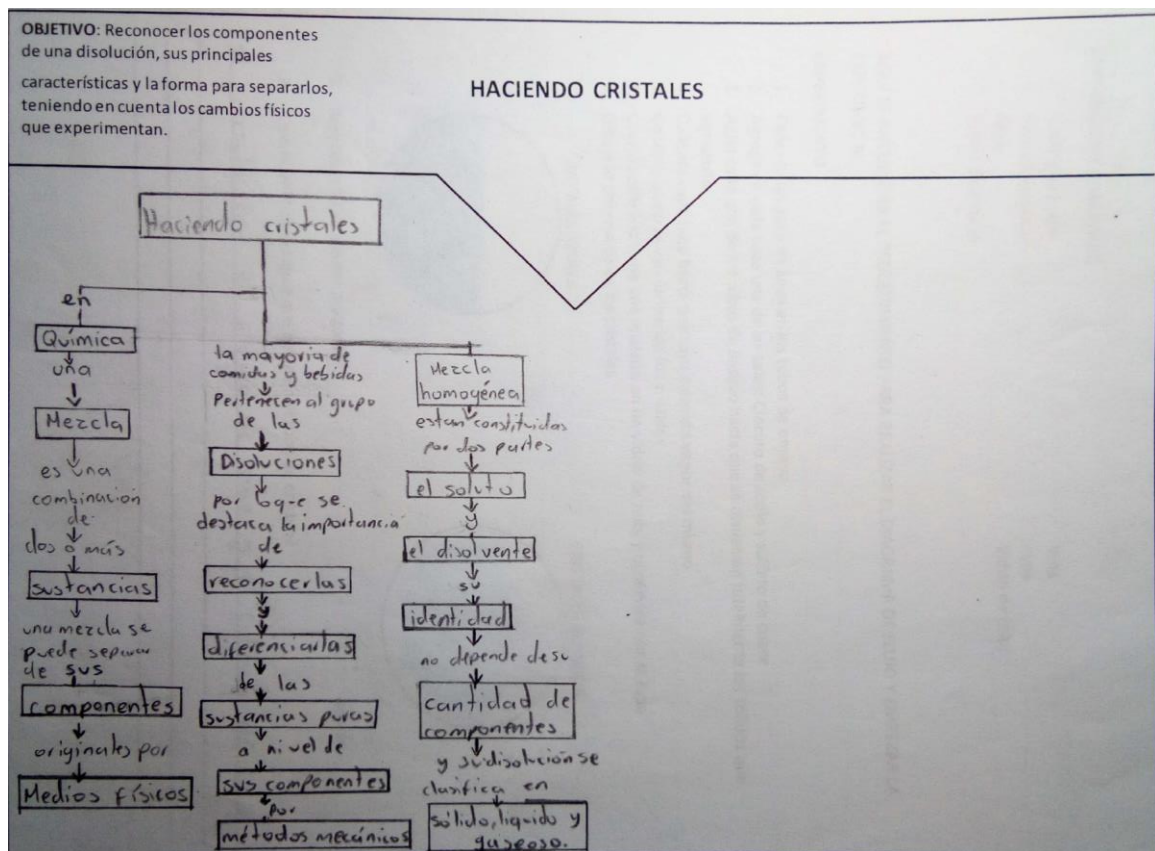 OBJETIVO: Reconocer los componentes
de una disolución, sus principales
características y la forma para separarlos,
teniendo en cuenta los cambios físicos
que experimentan.
HACIENDO CRISTALES
Haciendo cristales
en
Química
una
Mezcla
es una
combinación
de
dos o más
sustancias
una mezcla se
puede separar
de sus
componentes
originales por
Medios físicos
la mayoria de
comidas y bebidas
Pertenecen al grupo
de las
Disoluciones
por lo que se
destaca la importancia
de
reconocerlas
y
diferenciarlas
de las
sustancias puras
a nivel de
sus componentes
por
métodos mecánicos
Mezcla
homogénea
estan constituidas
por dos partes
el soluto
y
el disolvente
su
identidad
no depende desu
cantidad de
componentes
y su disolución se
clasifica en
sólido, liquido y
gaseoso.